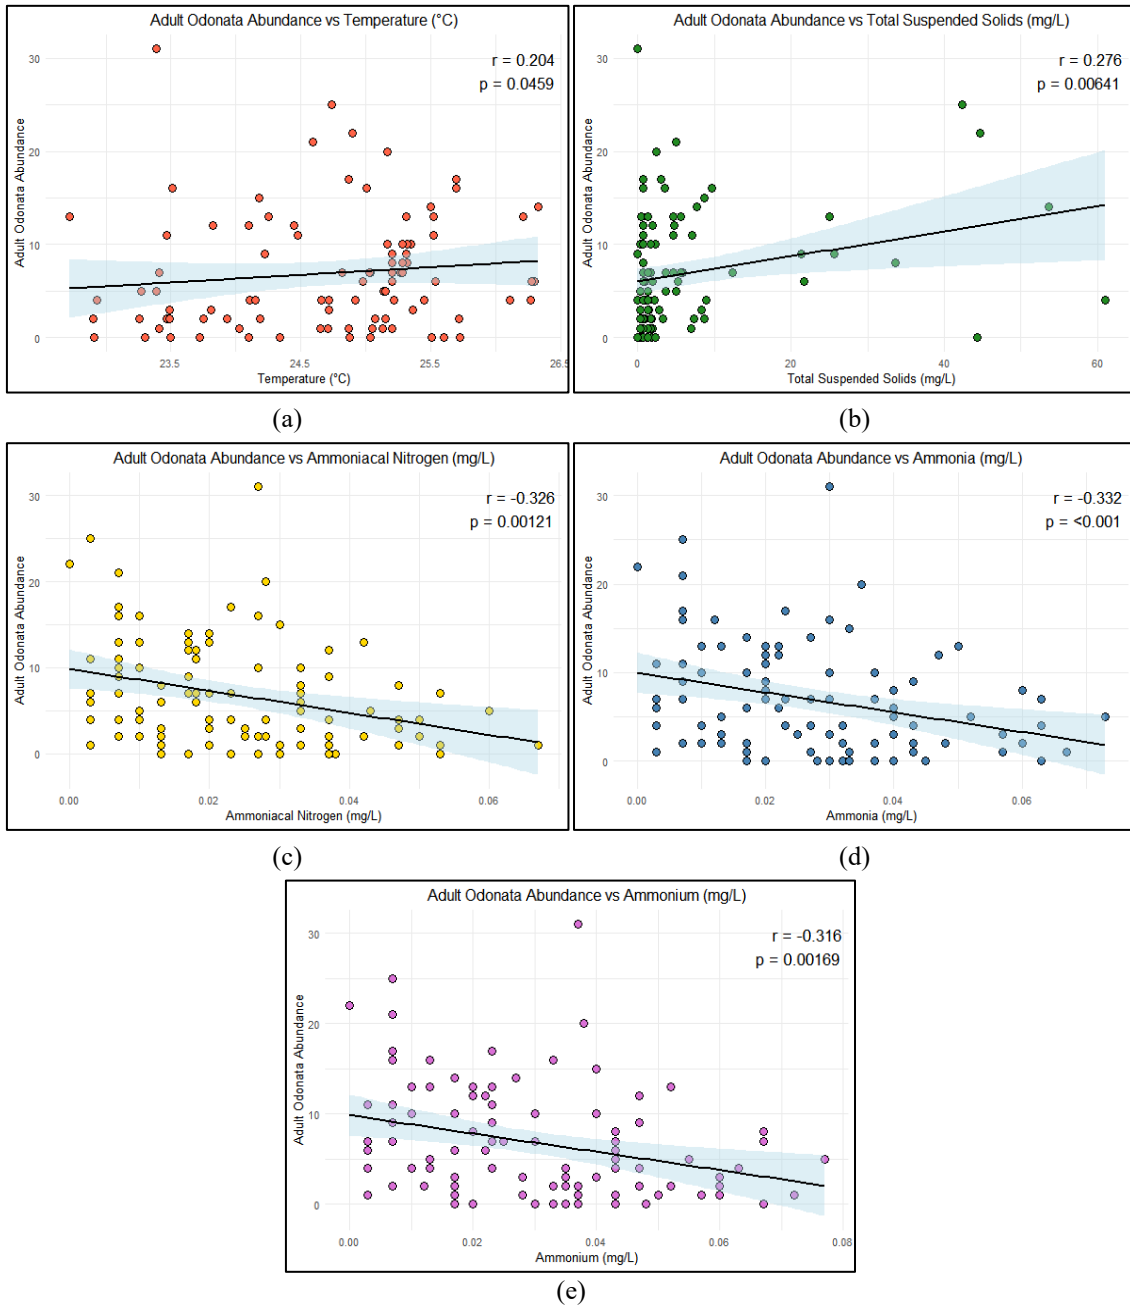 Adult Odonata Abundance vs Temperature (°C)
r = 0.204
p = 0.0459
Adult Odonata Abundance
30
20
10
0
23.5 24.5 25.5 26.5
Temperature (°C)
(a)
Adult Odonata Abundance vs Total Suspended Solids (mg/L)
r = 0.276
p = 0.00641
Adult Odonata Abundance
30
20
10
0
0 20 40 60
Total Suspended Solids (mg/L)
(b)
Adult Odonata Abundance vs Ammoniacal Nitrogen (mg/L)
r = -0.326
p = 0.00121
Adult Odonata Abundance
30
20
10
0
0.00 0.02 0.04 0.06
Ammoniacal Nitrogen (mg/L)
(c)
Adult Odonata Abundance vs Ammonia (mg/L)
r = -0.332
p = <0.001
Adult Odonata Abundance
30
20
10
0
0.00 0.02 0.04 0.06
Ammonia (mg/L)
(d)
Adult Odonata Abundance vs Ammonium (mg/L)
r = -0.316
p = 0.00169
Adult Odonata Abundance
30
20
10
0
0.00 0.02 0.04 0.06 0.08
Ammonium (mg/L)
(e)